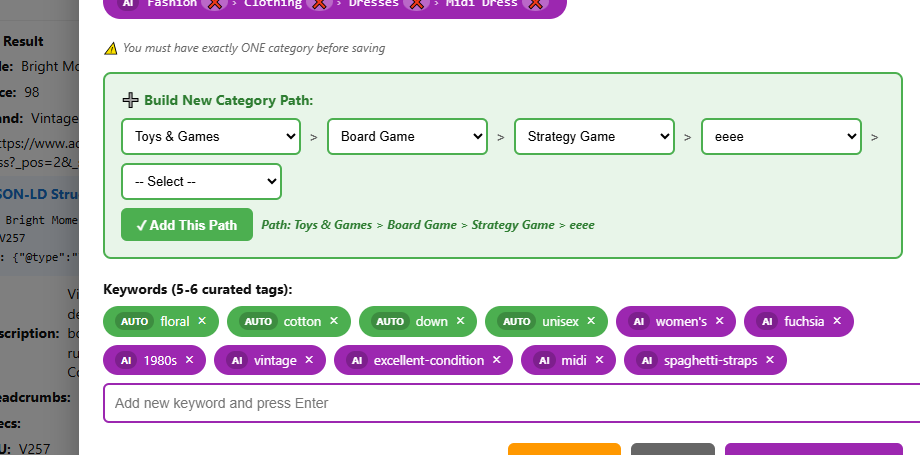 AI Fashion ❌ › Clothing ❌ › Dresses ❌ › Midi Dress ❌
⚠️ You must have exactly ONE category before saving
Result
le: Bright Mo
ce: 98
and: Vintage
ttps://www.ac
ss?_pos=2&_
SON-LD Stru
Bright Mome
V257
: {"@type":"
Vi
de
scription: bo
ru
Co
eadcrumbs:
ecs:
U: V257
➕ Build New Category Path:
Toys & Games > Board Game > Strategy Game > eeee >
-- Select --
✓ Add This Path Path: Toys & Games > Board Game > Strategy Game > eeee
Keywords (5-6 curated tags):
AUTO floral × AUTO cotton × AUTO down × AUTO unisex × AI women's × AI fuchsia ×
AI 1980s × AI vintage × AI excellent-condition × AI midi × AI spaghetti-straps ×
Add new keyword and press Enter